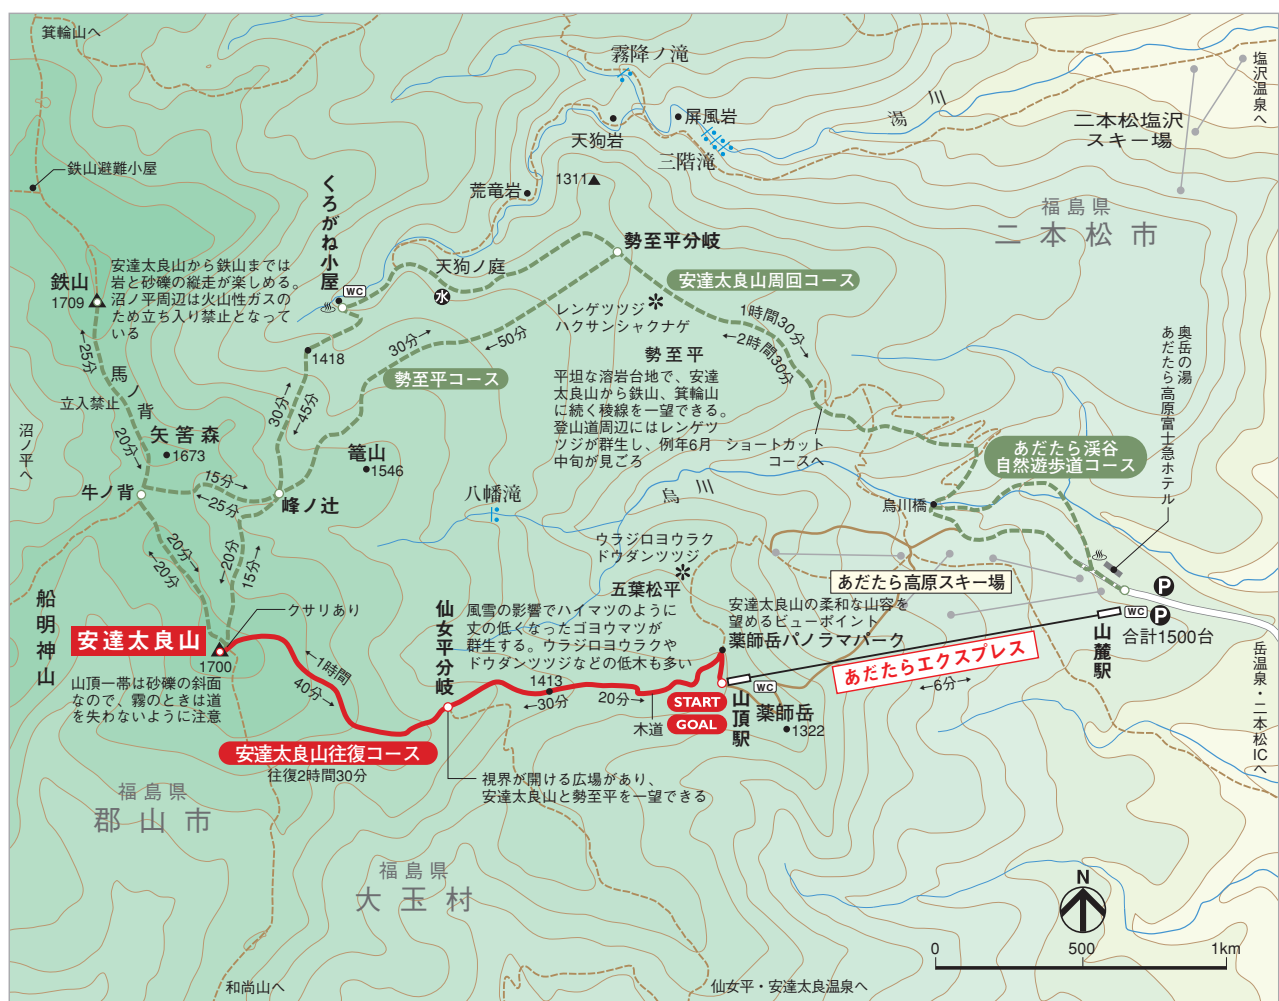 箕輪山へ
霧降ノ滝
塩沢温泉へ
屏風岩
湯川
天狗岩
三階滝
二本松塩沢
スキー場
鉄山避難小屋
1311
荒竜岩
くろがね小屋
福島県
二本松市
勢至平分岐
天狗ノ庭
安達太良山周回コース
鉄山
1709
安達太良山から鉄山までは
岩と砂礫の縦走が楽しめる。
沼ノ平周辺は火山性ガスの
ため立ち入り禁止となって
いる
WC
水
レンゲツツジ
ハクサンシャクナゲ
1時間30分→
←2時間30分
奥岳の湯
あだたら高原富士急ホテル
←25分
1418
30分→
←50分
勢至平
平坦な溶岩台地で、安達
太良山から鉄山、箕輪山
に続く稜線を一望できる。
登山道周辺にはレンゲツ
ツジが群生し、例年6月
中旬が見ごろ
勢至平コース
馬ノ背
立入禁止
30分→
←45分
20分→
沼ノ平へ
矢筈森
1673
篭山
1546
ショートカット
コースへ
あだたら渓谷
自然遊歩道コース
15分→
←25分
牛ノ背
峰ノ辻
八幡滝
烏川
烏川橋
20分→
←20分
←20分
15分→
ウラジロヨウラク
ドウダンツツジ
五葉松平
あだたら高原スキー場
P
船明神山
クサリあり
仙女平分岐
風雪の影響でハイマツのように
丈の低くなったゴヨウマツが
群生する。ウラジロヨウラクや
ドウダンツツジなどの低木も多い
安達太良山の柔和な山容を
望めるビューポイント
薬師岳パノラマパーク
山麓駅
WC
P
合計1500台
安達太良山
1700
山頂一帯は砂礫の斜面
なので、霧のときは道
を失わないように注意
←1時間
40分→
1413
←30分
20分→
木道
START
GOAL
WC
山頂駅
薬師岳
1322
あだたらエクスプレス
←6分→
岳温泉・二本松ICへ
安達太良山往復コース
往復2時間30分
視界が開ける広場があり、
安達太良山と勢至平を一望できる
福島県
郡山市
福島県
大玉村
N
0
500
1km
和尚山へ
仙女平・安達太良温泉へ